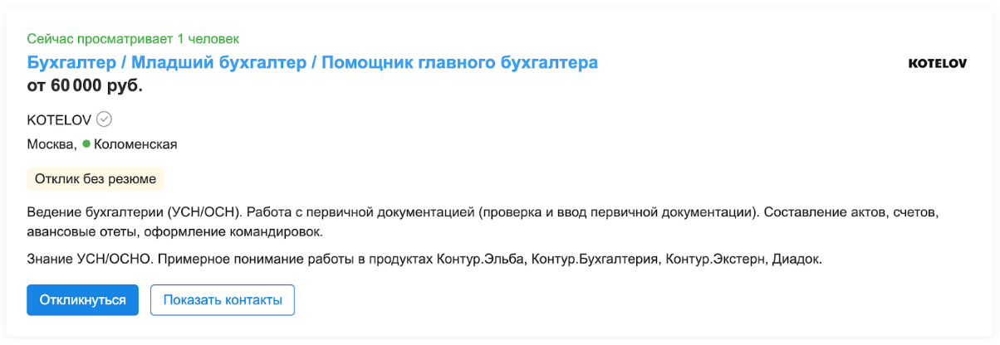 Сейчас просматривает 1 человек
Бухгалтер / Младший бухгалтер / Помощник главного бухгалтера
KOTELOV
от 60 000 руб.
KOTELOV
Москва, Коломенская
Отклик без резюме
Ведение бухгалтерии (УСН/ОСН). Работа с первичной документацией (проверка и ввод первичной документации). Составление актов, счетов,
авансовые отеты, оформление командировок.
Знание УСН/ОСНО. Примерное понимание работы в продуктах Контур.Эльба, Контур.Бухгалтерия, Контур.Экстерн, Диадок.
Откликнуться Показать контакты